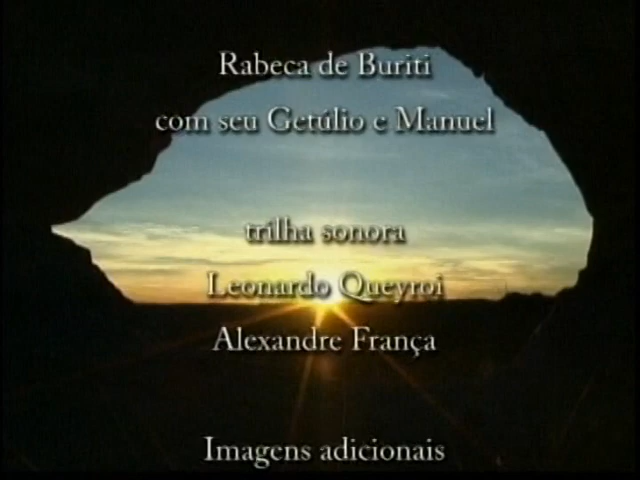 Rabeca de Buriti
com seu Getúlio e Manuel
trilha sonora
Leonardo Queyroi
Alexandre França
Imagens adicionais